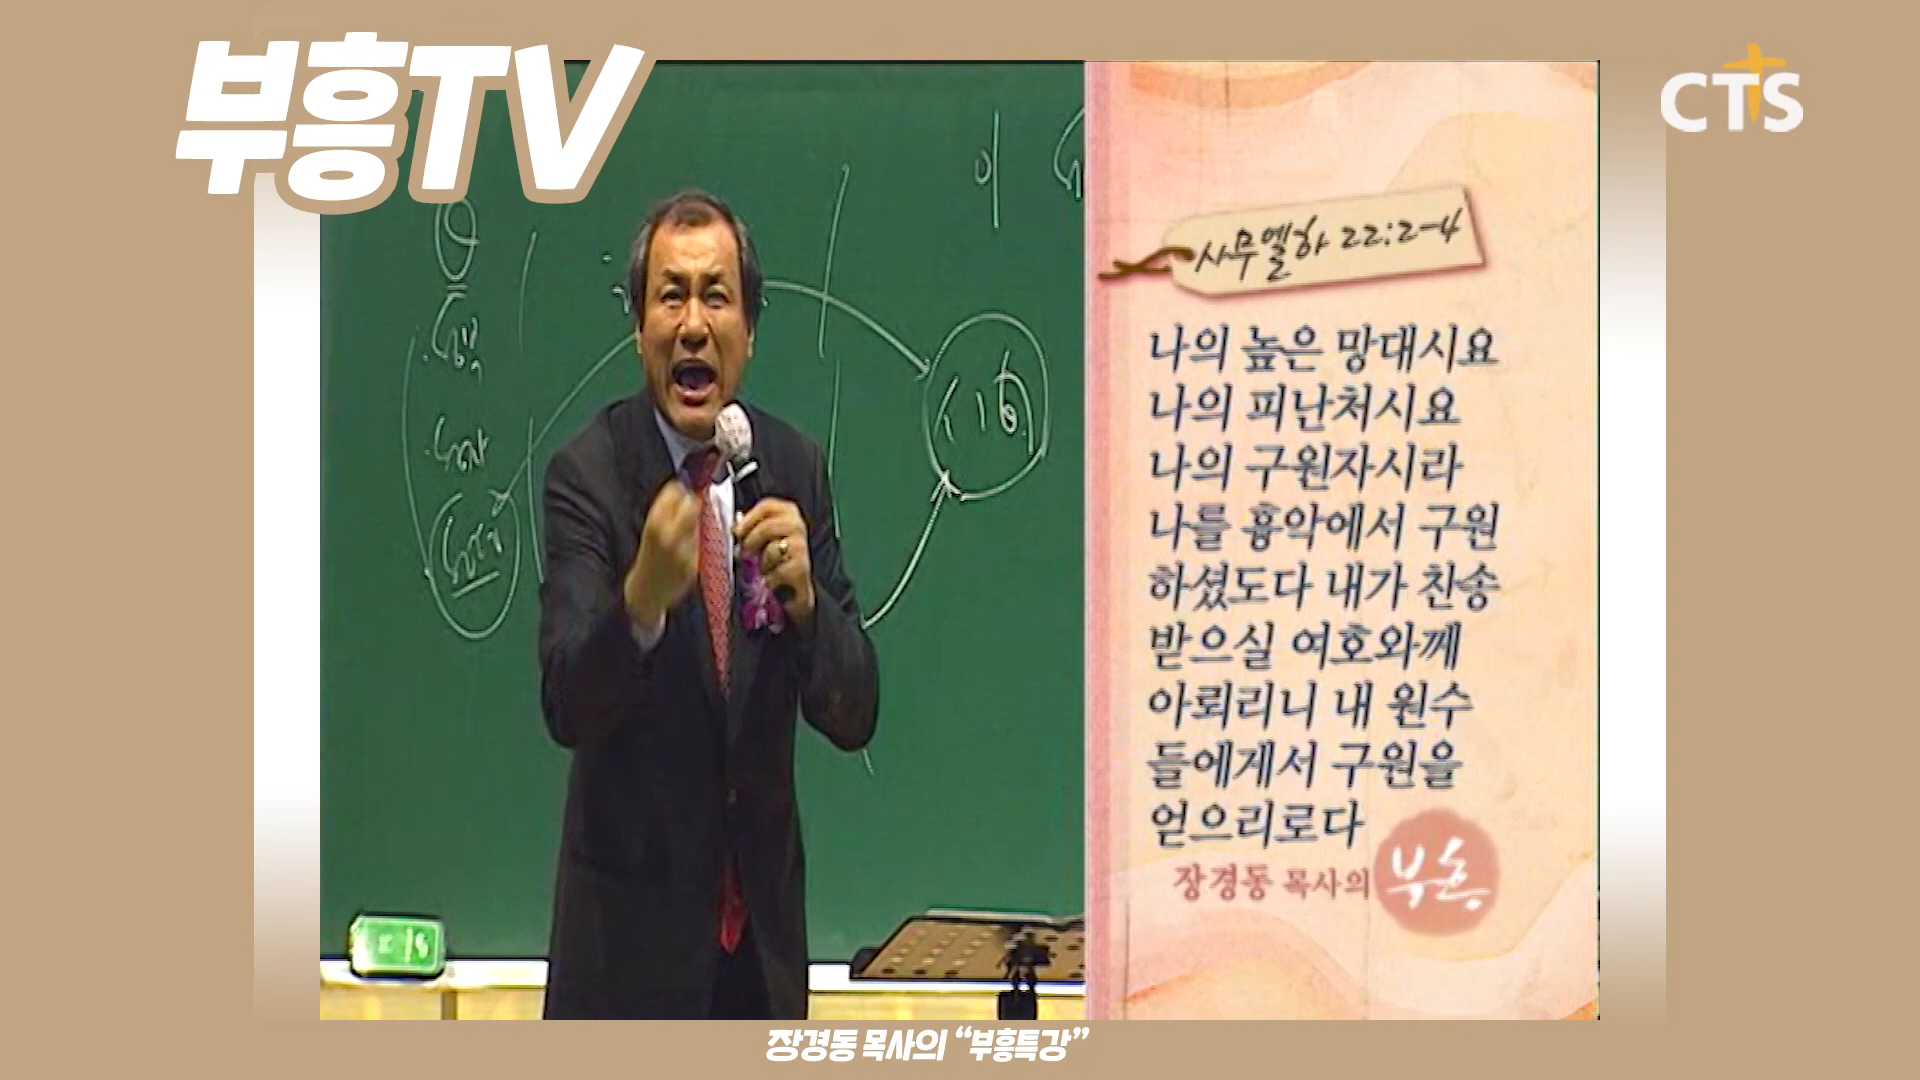 부흥TV
CTS
사무엘하 22:2-4
나의 높은 망대시요
나의 피난처시요
나의 구원자시라
나를 흉악에서 구원
하셨도다 내가 찬송
받으실 여호와께
아뢰리니 내 원수
들에게서 구원을
얻으리로다
장경동 목사의 부흥
장경동 목사의 “부흥특강”